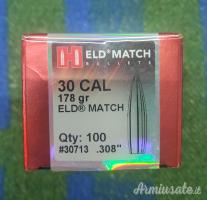 ELD®MATCH
BULLETS
30 CAL
178 gr
ELD® MATCH
Qty: 100
#30713 .308"
Armiusate.it